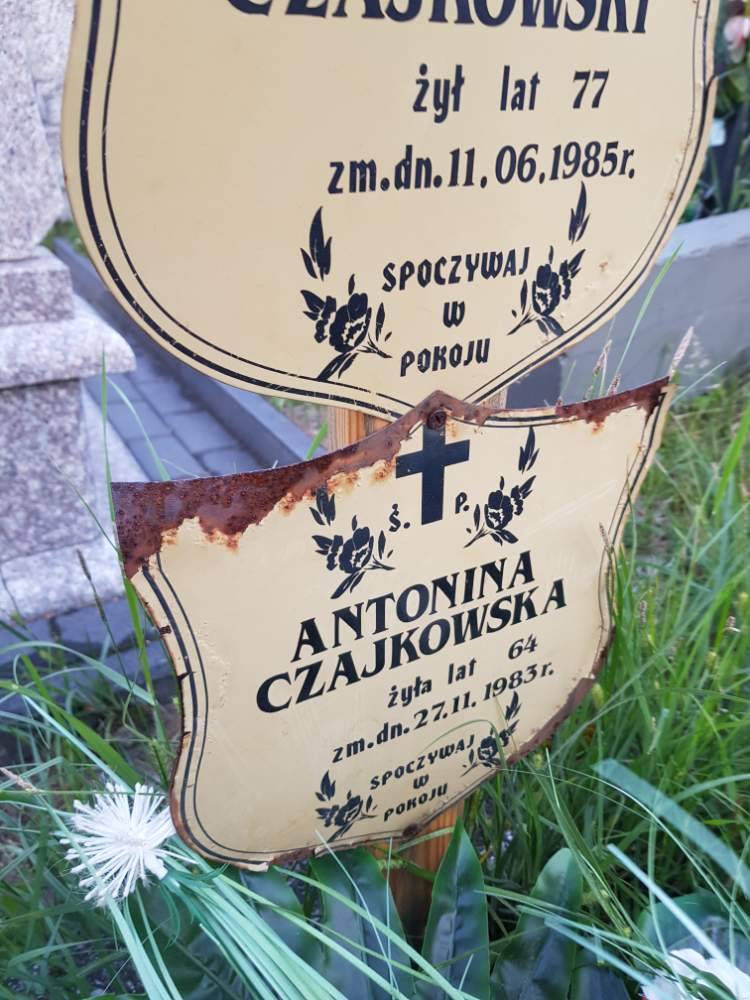 CZAJKOWSKI
żył lat 77
zm.dn.11.06.1985r.
SPOCZYWAJ
W
POKOJU
Ś. P.
ANTONINA
CZAJKOWSKA
żyła lat 64
zm.dn.27.11.1983r.
SPOCZYWAJ
W
POKOJU